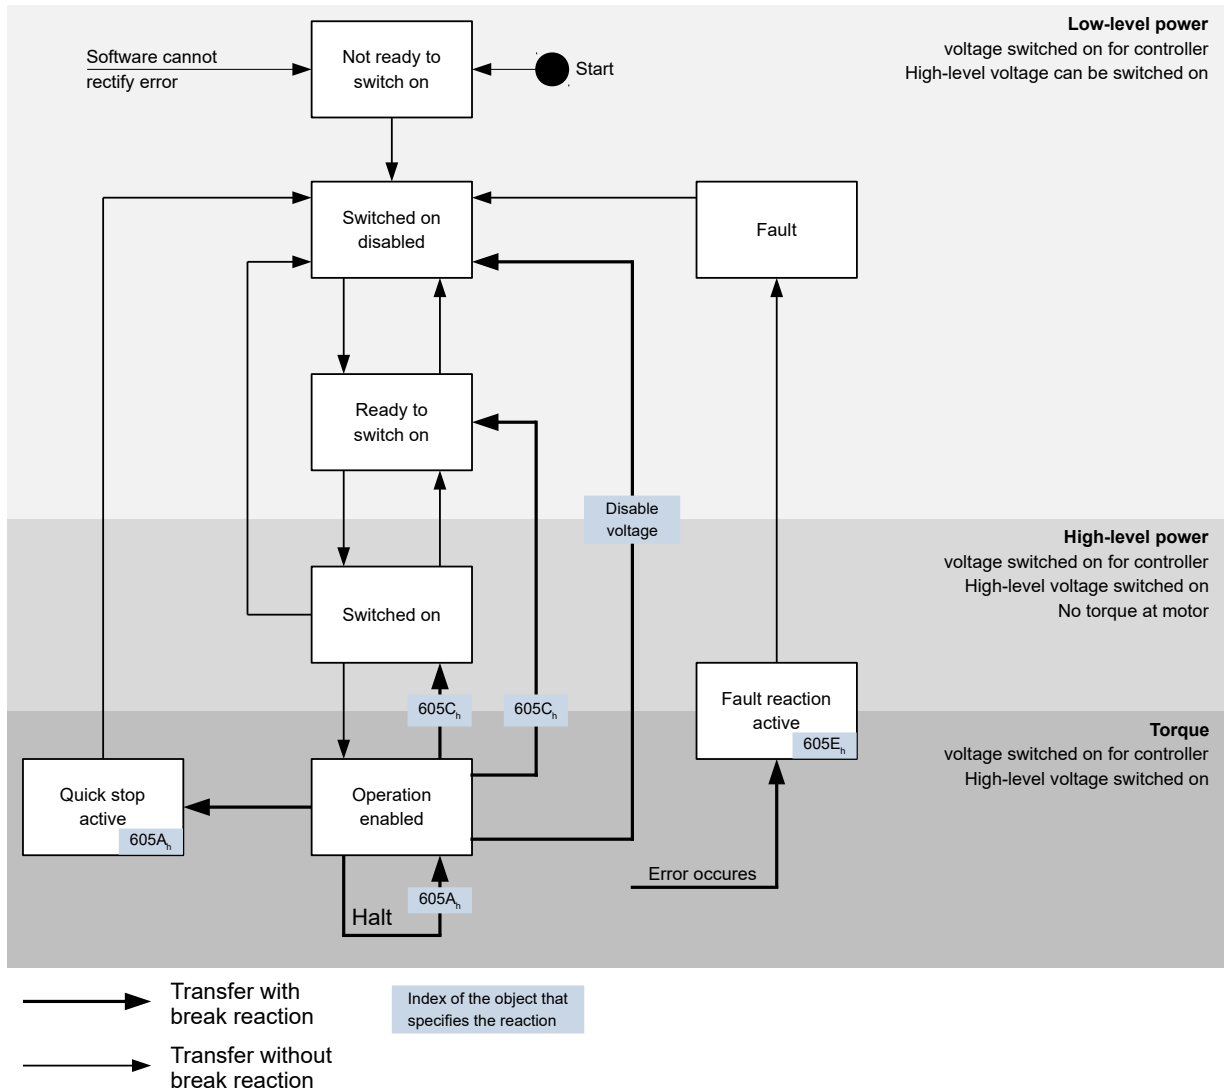 Low-level power
voltage switched on for controller
High-level voltage can be switched on
Software cannot
rectify error
Not ready to
switch on
Start
Switched on
disabled
Fault
Ready to
switch on
Disable
voltage
High-level power
voltage switched on for controller
High-level voltage switched on
No torque at motor
Switched on
605Cₕ
605Cₕ
Fault reaction
active
605Eₕ
Torque
voltage switched on for controller
High-level voltage switched on
Quick stop
active
605Aₕ
Operation
enabled
Error occures
605Aₕ
Halt
Transfer with
break reaction
Index of the object that
specifies the reaction
Transfer without
break reaction